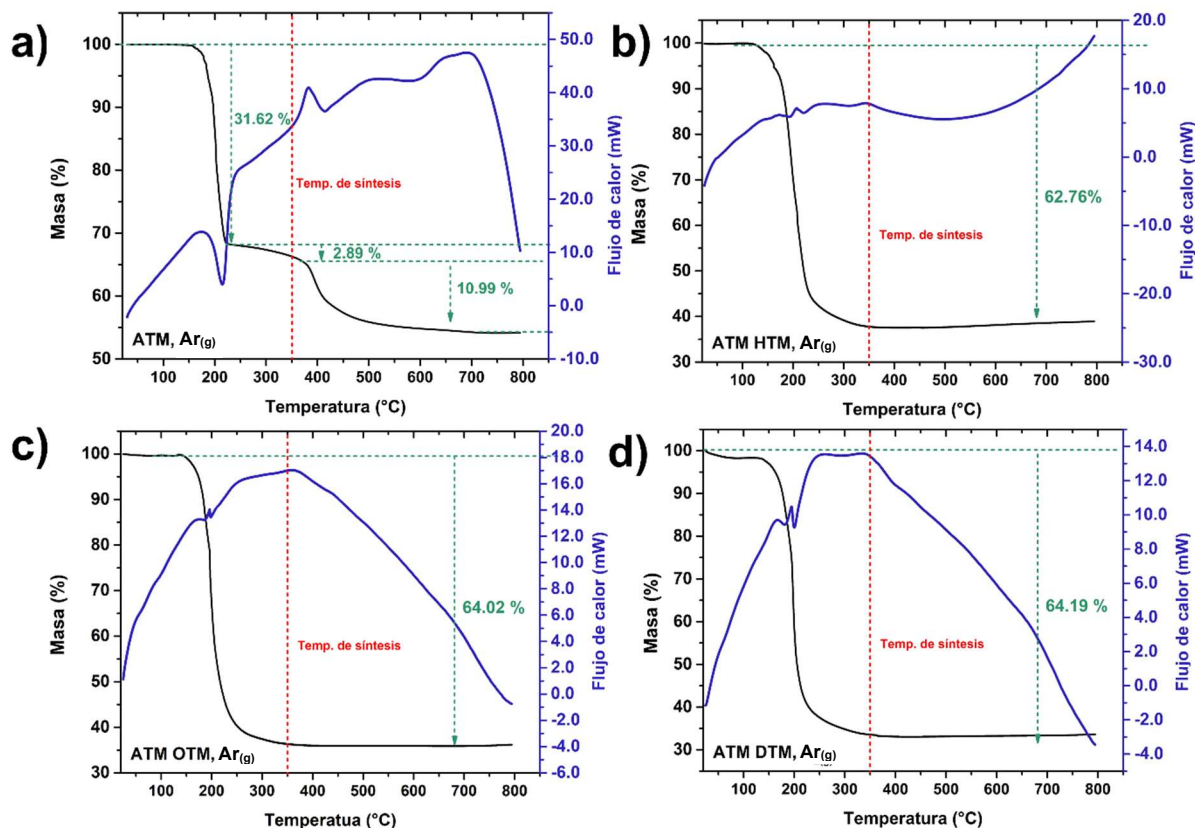 a)
100
90
80
70
60
50
Masa (%)
31.62 %
2.89 %
10.99 %
Temp. de síntesis
ATM, Ar(g)
100 200 300 400 500 600 700 800
Temperatura (°C)
50.0
40.0
30.0
20.0
10.0
0.0
-10.0
Flujo de calor (mW)
b)
100
90
80
70
60
50
40
30
Masa (%)
62.76%
Temp. de síntesis
ATM HTM, Ar(g)
100 200 300 400 500 600 700 800
Temperatura (°C)
20.0
10.0
0.0
-10.0
-20.0
-30.0
Flujo de calor (mW)
c)
100
90
80
70
60
50
40
30
Masa (%)
64.02 %
Temp. de síntesis
ATM OTM, Ar(g)
100 200 300 400 500 600 700 800
Temperatua (°C)
20.0
18.0
16.0
14.0
12.0
10.0
8.0
6.0
4.0
2.0
0.0
-2.0
-4.0
-6.0
Flujo de calor (mW)
d)
100
90
80
70
60
50
40
30
Masa (%)
64.19 %
Temp. de síntesis
ATM DTM, Ar(g)
100 200 300 400 500 600 700 800
Temperatura (°C)
14.0
12.0
10.0
8.0
6.0
4.0
2.0
0.0
-2.0
-4.0
Flujo de calor (mW)